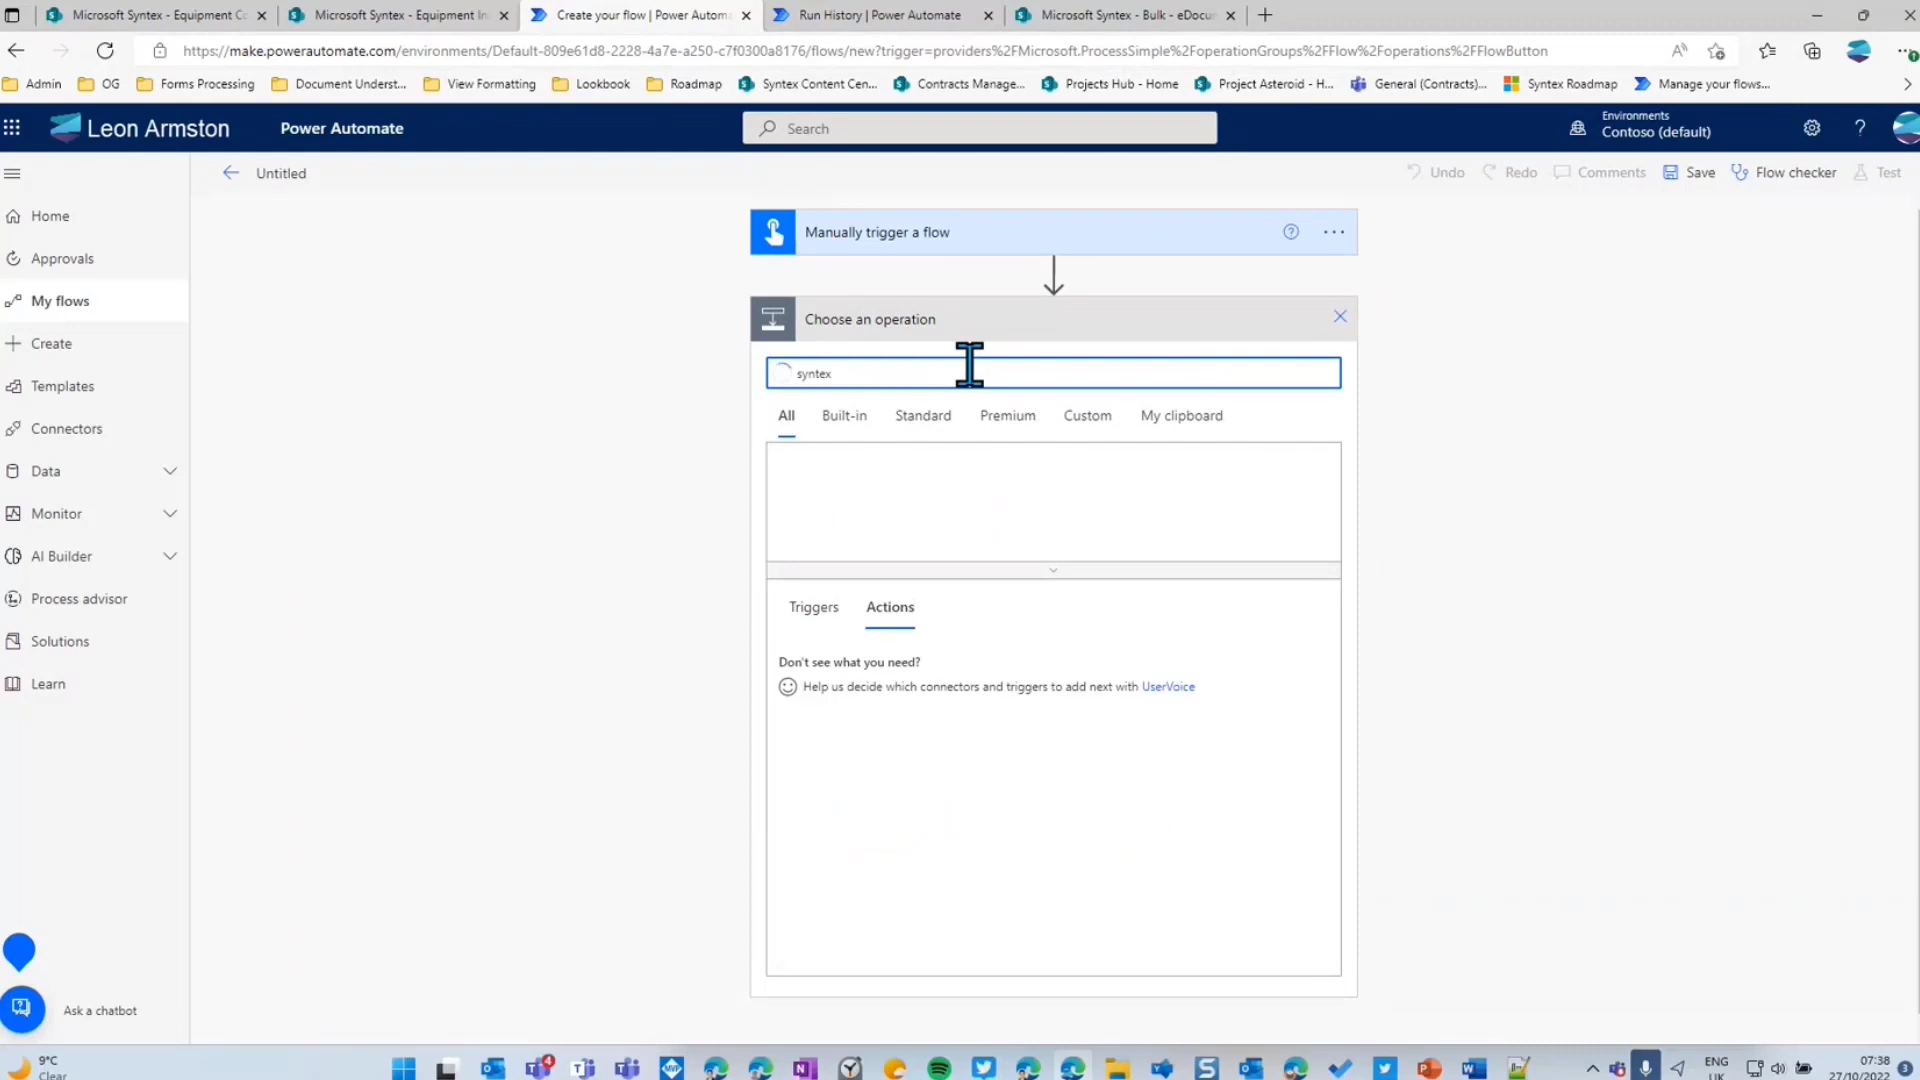 Microsoft Syntex - Equipment Cc
Microsoft Syntex - Equipment In
Create your flow | Power Autom
Run History | Power Automate
Microsoft Syntex - Bulk - eDocu
https://make.powerautomate.com/environments/Default-809e61d8-2228-4a7e-a250-c7f0300a8176/flows/new?trigger=providers%2FMicrosoft.ProcessSimple%2FoperationGroups%2FFlow%2Foperations%2FFlowButton
Admin
OG
Forms Processing
Document Underst...
View Formatting
Lookbook
Roadmap
Syntex Content Cen...
Contracts Manage...
Projects Hub - Home
Project Asteroid - H...
General (Contracts)...
Syntex Roadmap
Manage your flows...
Leon Armston
Power Automate
Search
Environments
Contoso (default)
Untitled
Undo
Redo
Comments
Save
Flow checker
Test
Home
Approvals
My flows
Create
Templates
Connectors
Data
Monitor
AI Builder
Process advisor
Solutions
Learn
Ask a chatbot
Manually trigger a flow
Choose an operation
syntex
All
Built-in
Standard
Premium
Custom
My clipboard
Triggers
Actions
Don't see what you need?
Help us decide which connectors and triggers to add next with UserVoice
9°C
Clear
4
MVP
ENG
UK
07:38
27/10/2022
3